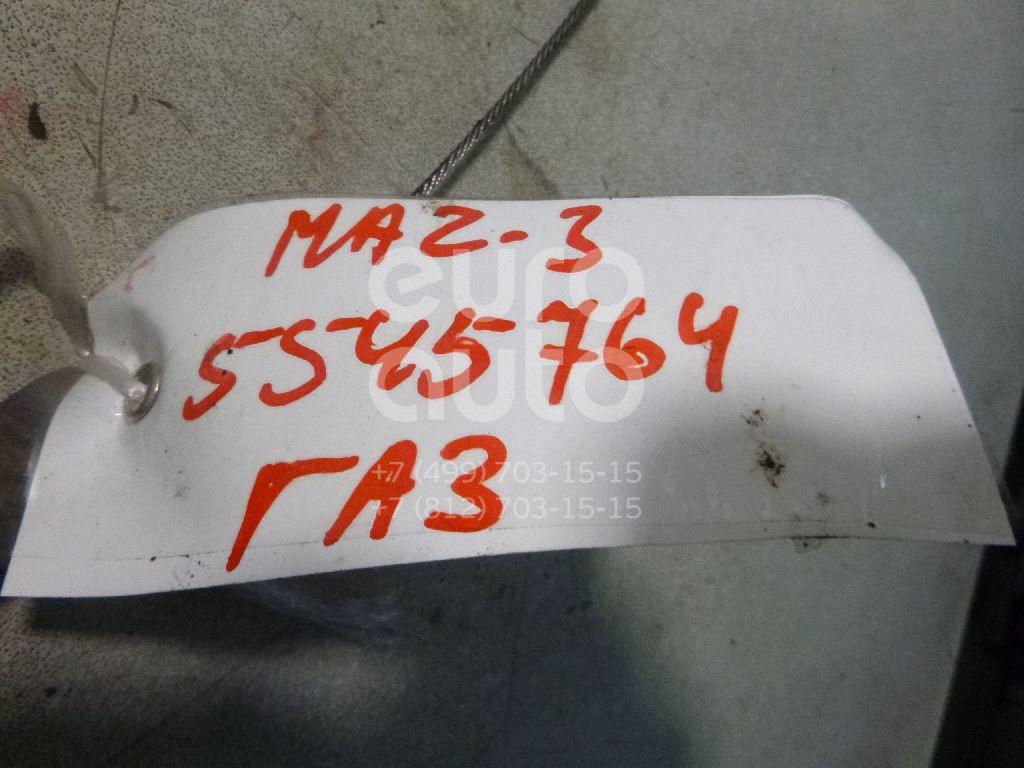 MAZ-3
5545764
ГАЗ
euro
auto
+7 (499) 703-15-15
+7 (812) 703-15-15